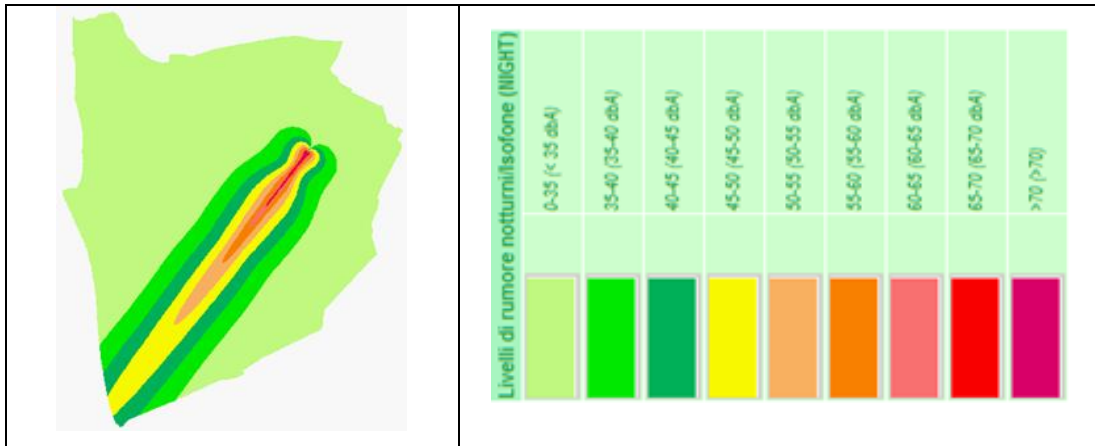 Livelli di rumore notturni/Isofone (NIGHT)
0-35 (< 35 dbA)
35-40 (35-40 dbA)
40-45 (40-45 dbA)
45-50 (45-50 dbA)
50-55 (50-55 dbA)
55-60 (55-60 dbA)
60-65 (60-65 dbA)
65-70 (65-70 dbA)
>70 (>70)